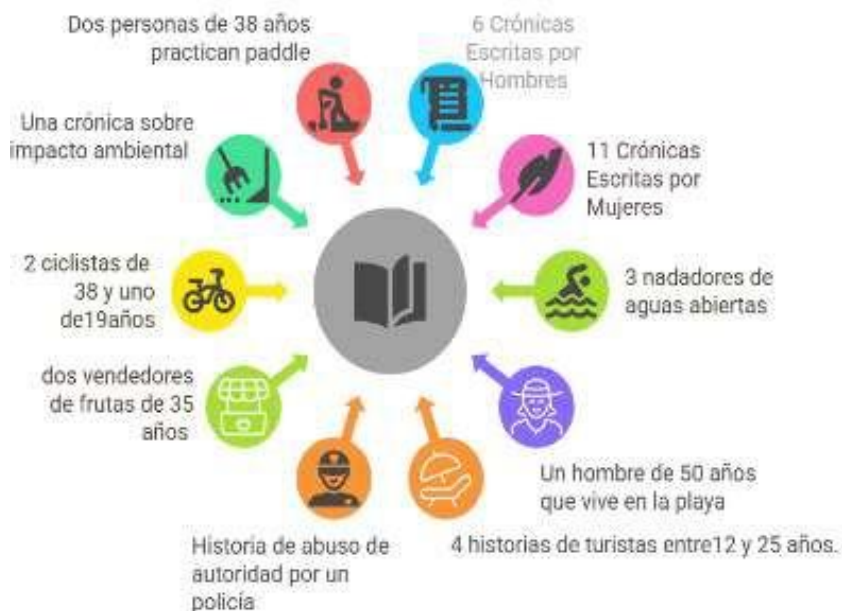 Dos personas de 38 años
practican paddle
6 Crónicas
Escritas por
Hombres
Una crónica sobre
impacto ambiental
11 Crónicas
Escritas por
Mujeres
2 ciclistas de
38 y uno
de19años
3 nadadores de
aguas abiertas
dos vendedores
de frutas de 35
años
Un hombre de 50 años
que vive en la playa
Historia de abuso de
autoridad por un
policía
4 historias de turistas entre12 y 25 años.